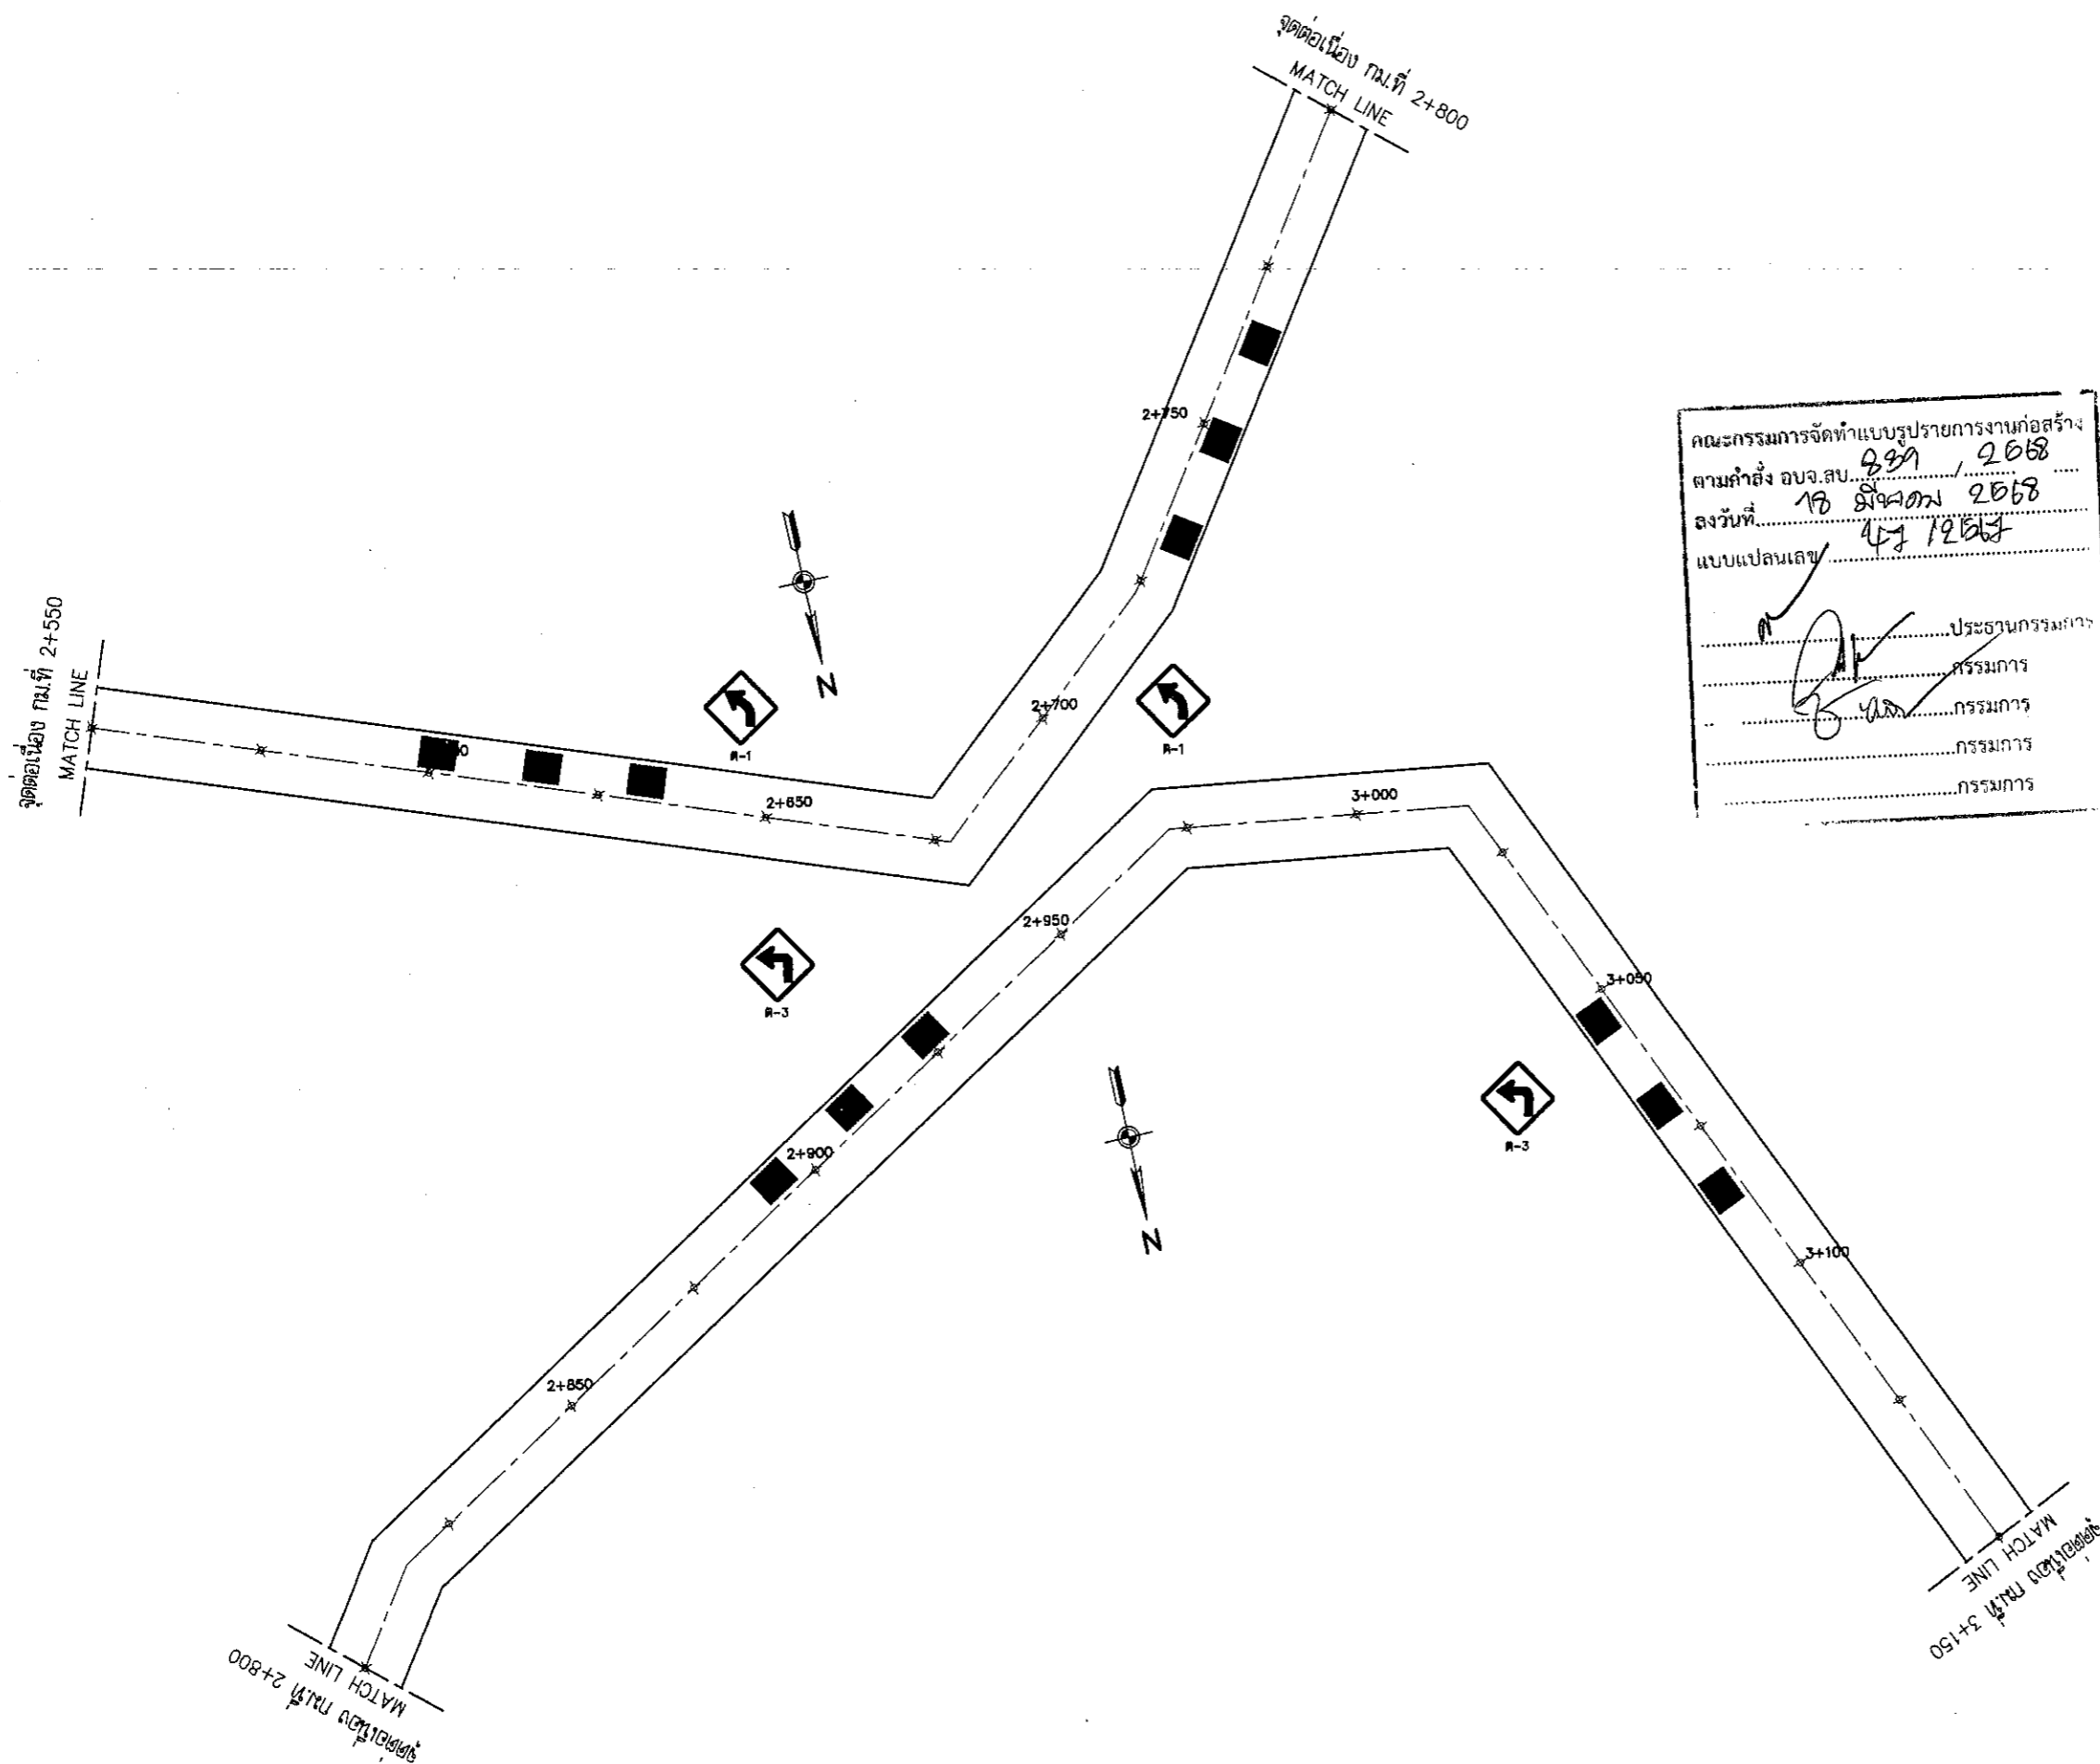 จุดต่อเนื่อง กม.ที่ 2+800
MATCH LINE
2+750
คณะกรรมการจัดทำแบบรูปรายการงานก่อสร้าง
ตามคำสั่ง อบจ.สบ. / 2568
ลงวันที่ 18 มีนาคม 2568
แบบแปลนเลข 47 /2567
ประธานกรรมการ
กรรมการ
กรรมการ
กรรมการ
กรรมการ
จุดต่อเนื่อง กม.ที่ 2+550
MATCH LINE
N
2+700
ต-1
ต-1
2+650
3+000
2+950
ต-3
3+050
2+900
ต-3
N
3+100
2+850
MATCH LINE
จุดต่อเนื่อง กม.ที่ 3+150
MATCH LINE
จุดต่อเนื่อง กม.ที่ 2+800